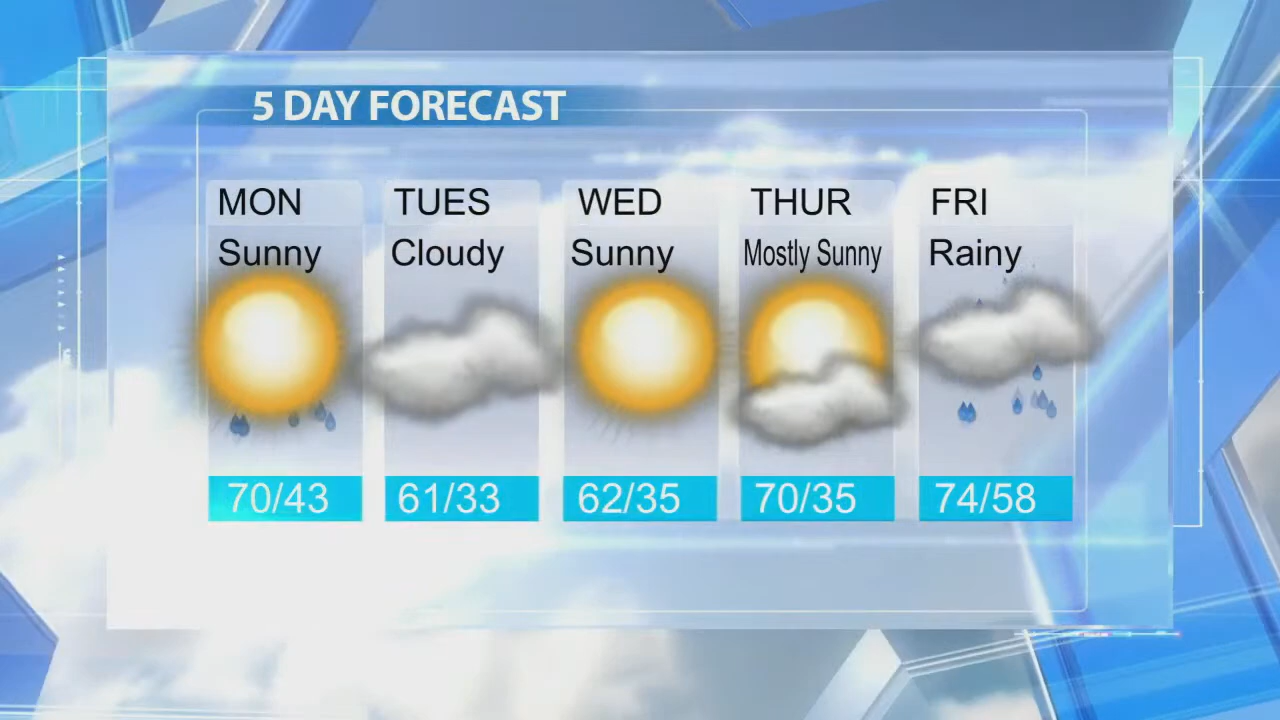 5 DAY FORECAST
MON
Sunny
70/43
TUES
Cloudy
61/33
WED
Sunny
62/35
THUR
Mostly Sunny
70/35
FRI
Rainy
74/58